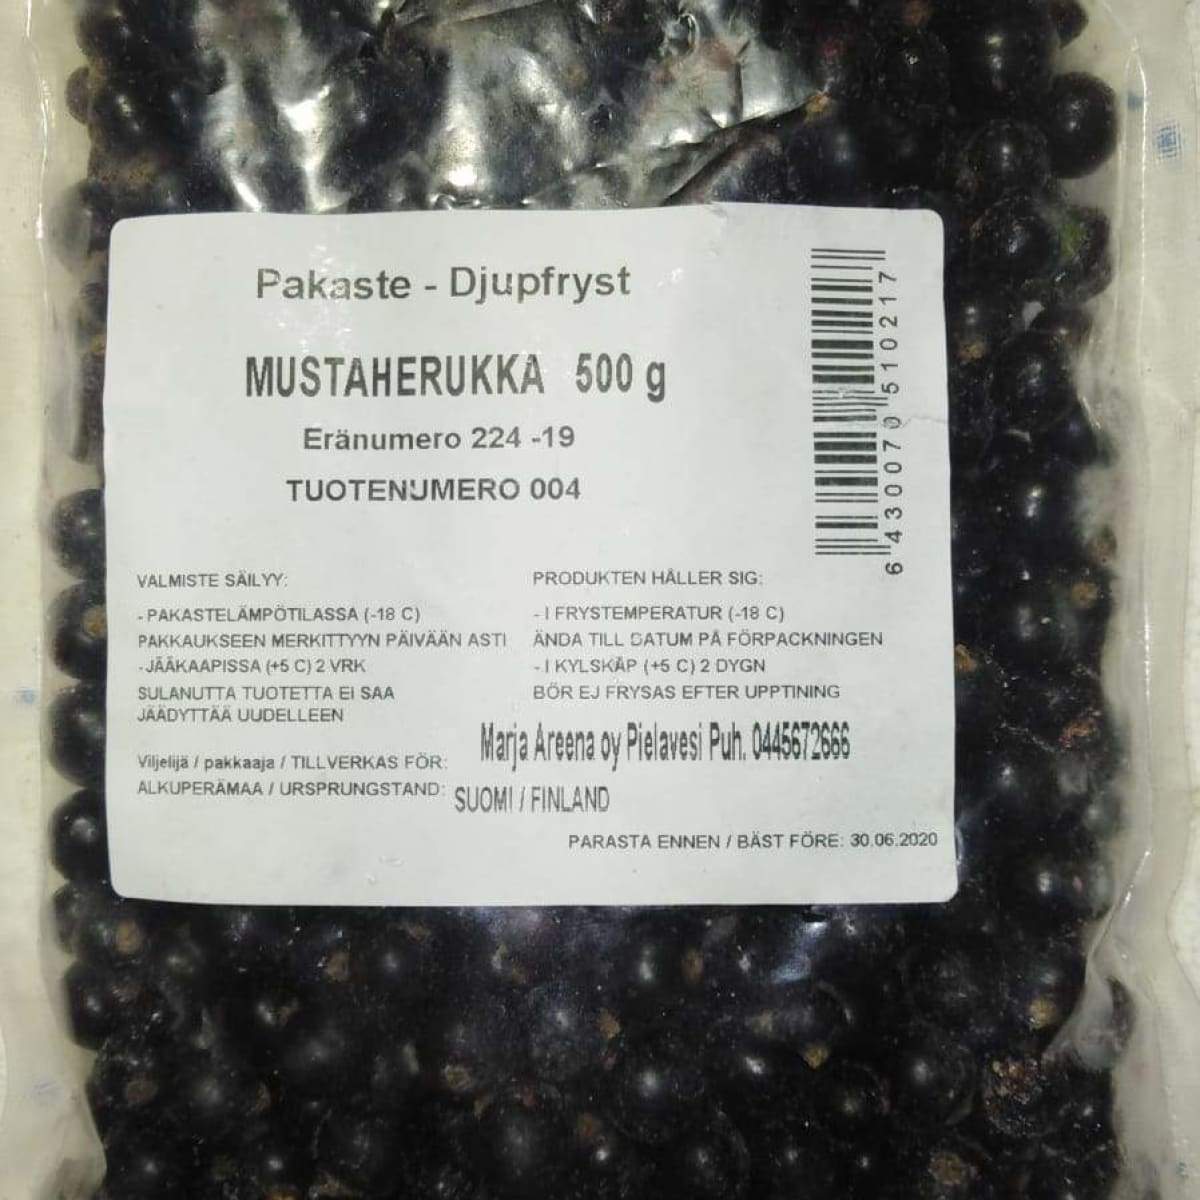 Pakaste - Djupfryst
MUSTAHERUKKA 500 g
Eränumero 224 -19
TUOTENUMERO 004
6 430070 510217
VALMISTE SÄILYY:
- PAKASTELÄMPÖTILASSA (-18 C)
PAKKAUKSEEN MERKITTYYN PÄIVÄÄN ASTI
- JÄÄKAAPISSA (+5 C) 2 VRK
SULANUTTA TUOTETTA EI SAA
JÄÄDYTTÄÄ UUDELLEEN
PRODUKTEN HÅLLER SIG:
- I FRYSTEMPERATUR (-18 C)
ÄNDA TILL DATUM PÅ FÖRPACKNINGEN
- I KYLSKÅP (+5 C) 2 DYGN
BÖR EJ FRYSAS EFTER UPPTINING
Viljelijä / pakkaaja / TILLVERKAS FÖR: Marja Areena oy Pielavesi Puh. 0445672666
ALKUPERÄMAA / URSPRUNGSTAND: SUOMI / FINLAND
PARASTA ENNEN / BÄST FÖRE: 30.06.2020